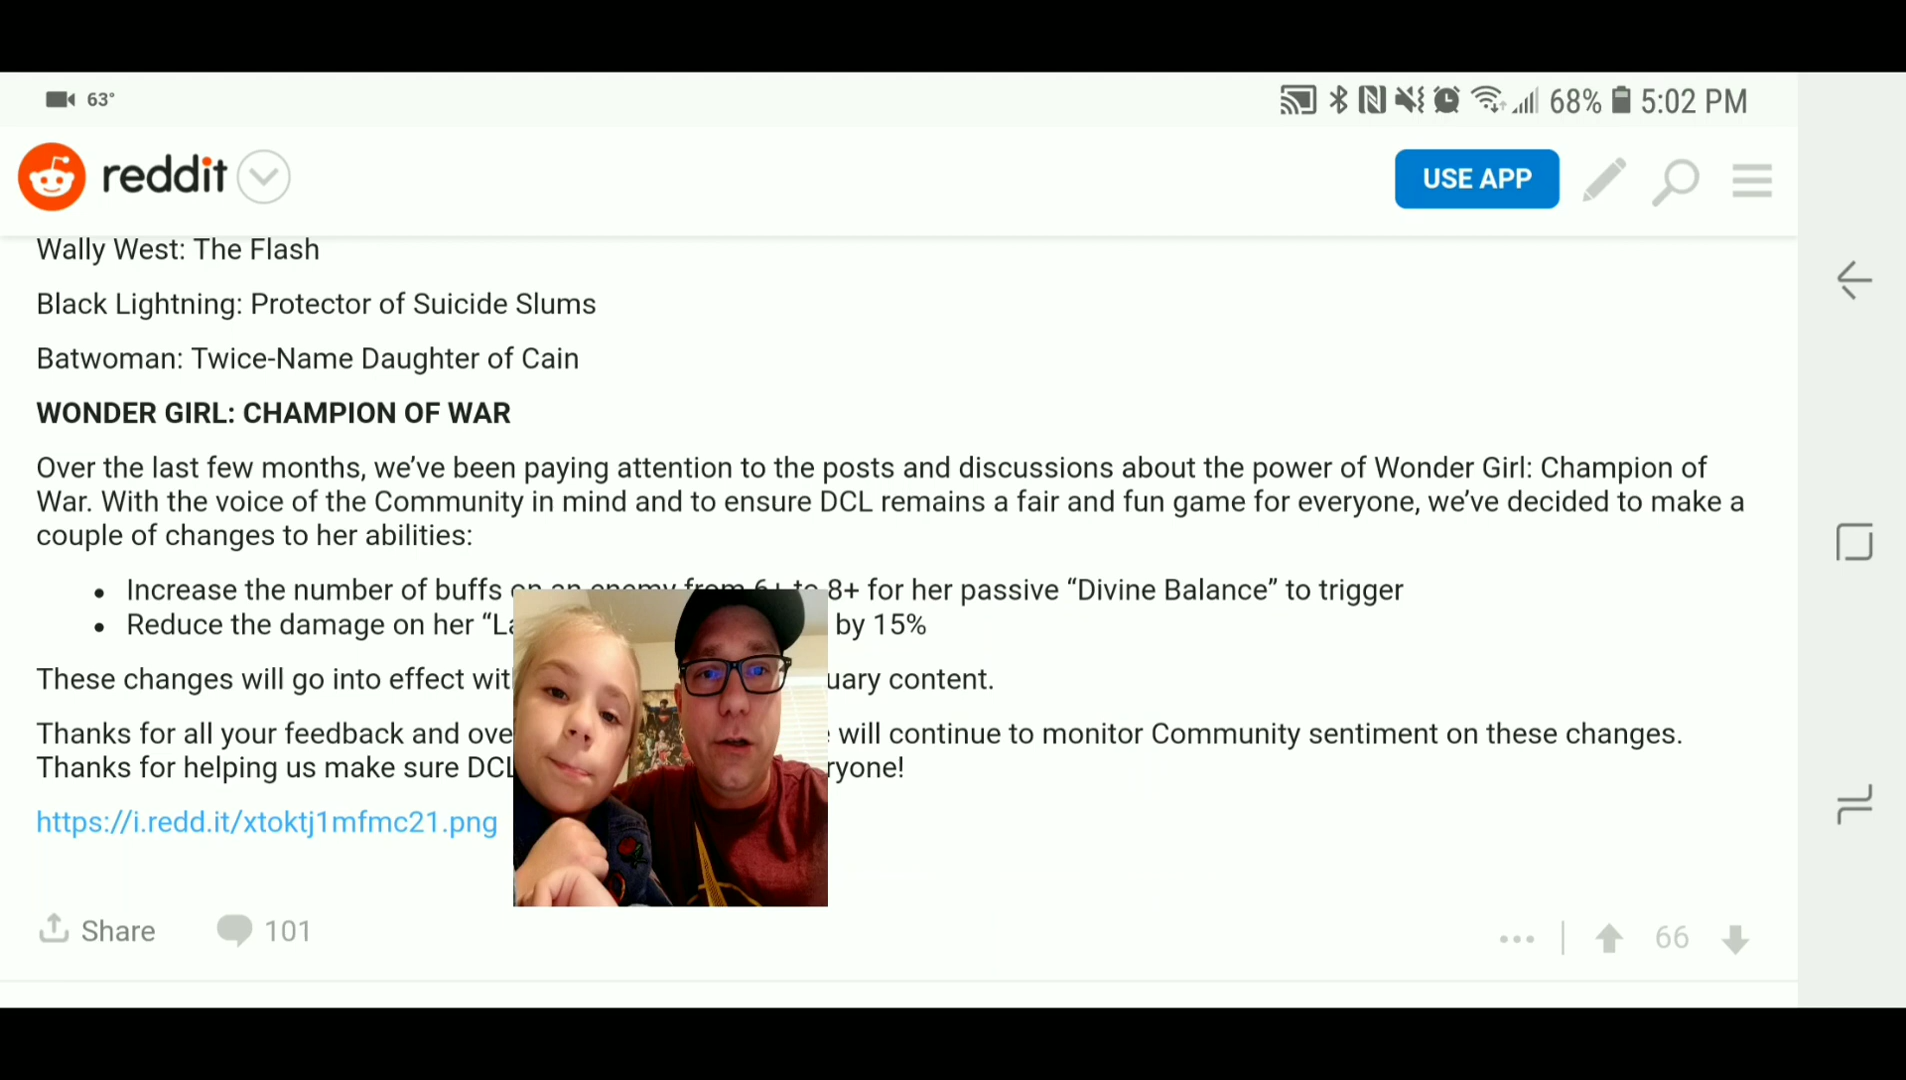 63°
68% 5:02 PM
reddit
USE APP
Wally West: The Flash
Black Lightning: Protector of Suicide Slums
Batwoman: Twice-Name Daughter of Cain
WONDER GIRL: CHAMPION OF WAR
Over the last few months, we've been paying attention to the posts and discussions about the power of Wonder Girl: Champion of
War. With the voice of the Community in mind and to ensure DCL remains a fair and fun game for everyone, we've decided to make a
couple of changes to her abilities:
• Increase the number of buffs on an enemy from 6+ to 8+ for her passive “Divine Balance” to trigger
• Reduce the damage on her by 15%
These changes will go into effect content.
Thanks for all your feedback and will continue to monitor Community sentiment on these changes.
Thanks for helping us make sure DCL
https://i.redd.it/xtoktj1mfmc21.png
Share 101
66